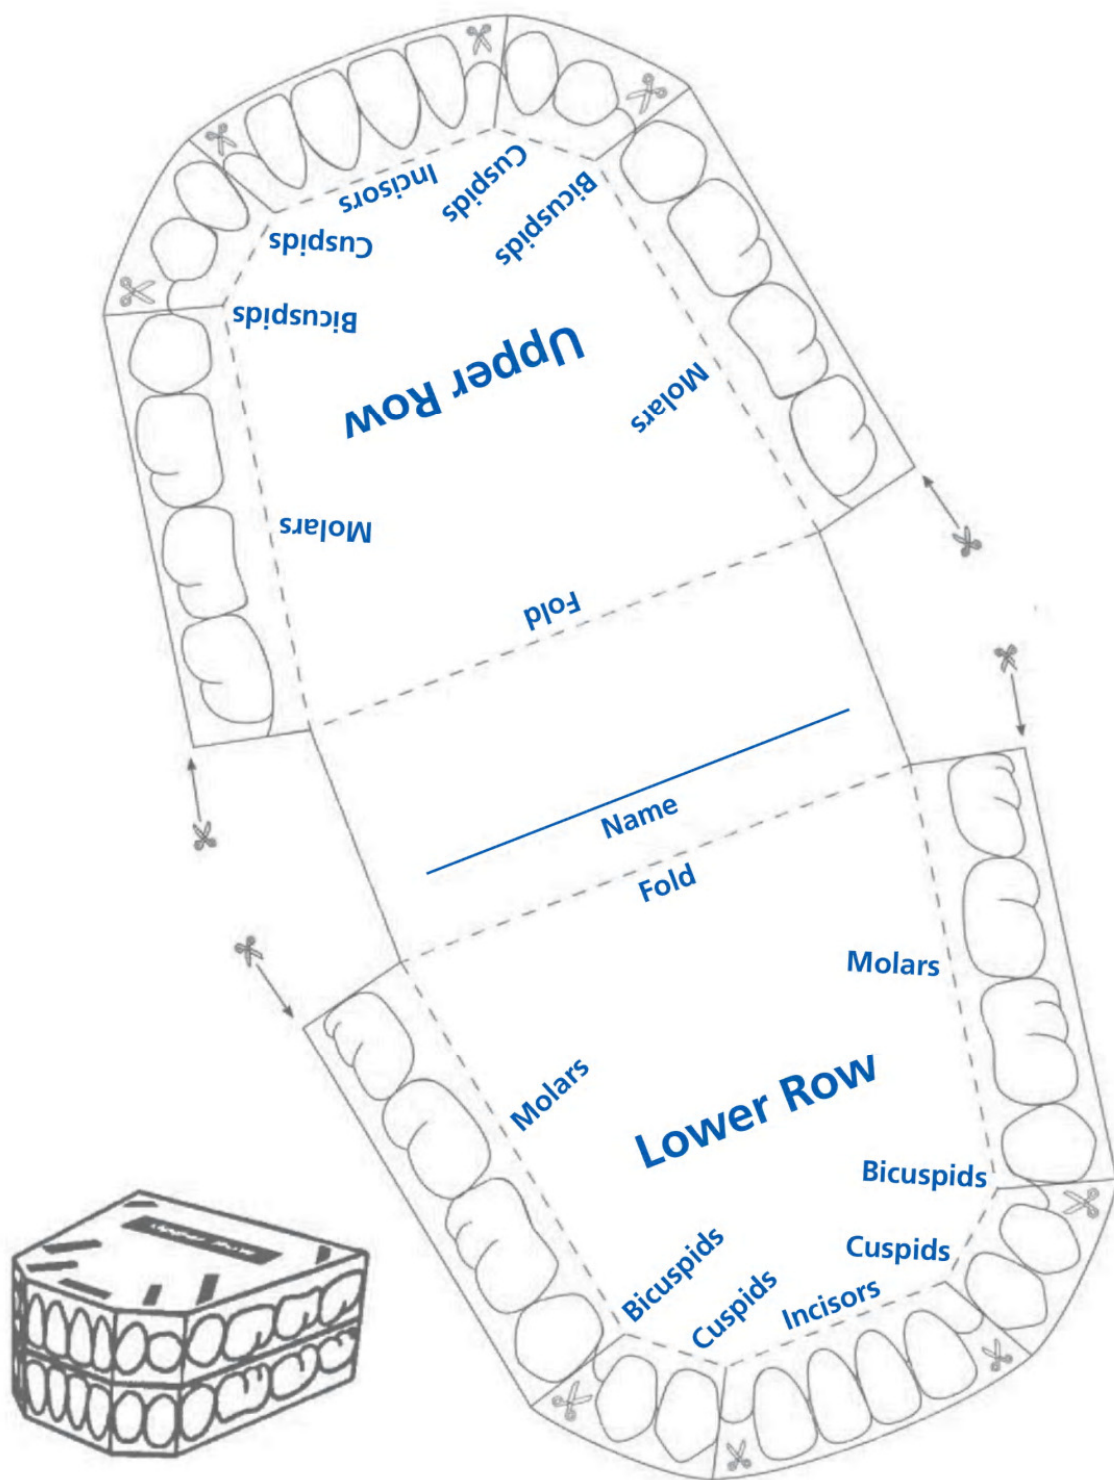 Incisors
Cuspids
Cuspids
Bicuspids
Bicuspids
Upper Row
Molars
Molars
Fold
Name
Fold
Molars
Molars
Lower Row
Bicuspids
Bicuspids
Cuspids
Cuspids
Incisors